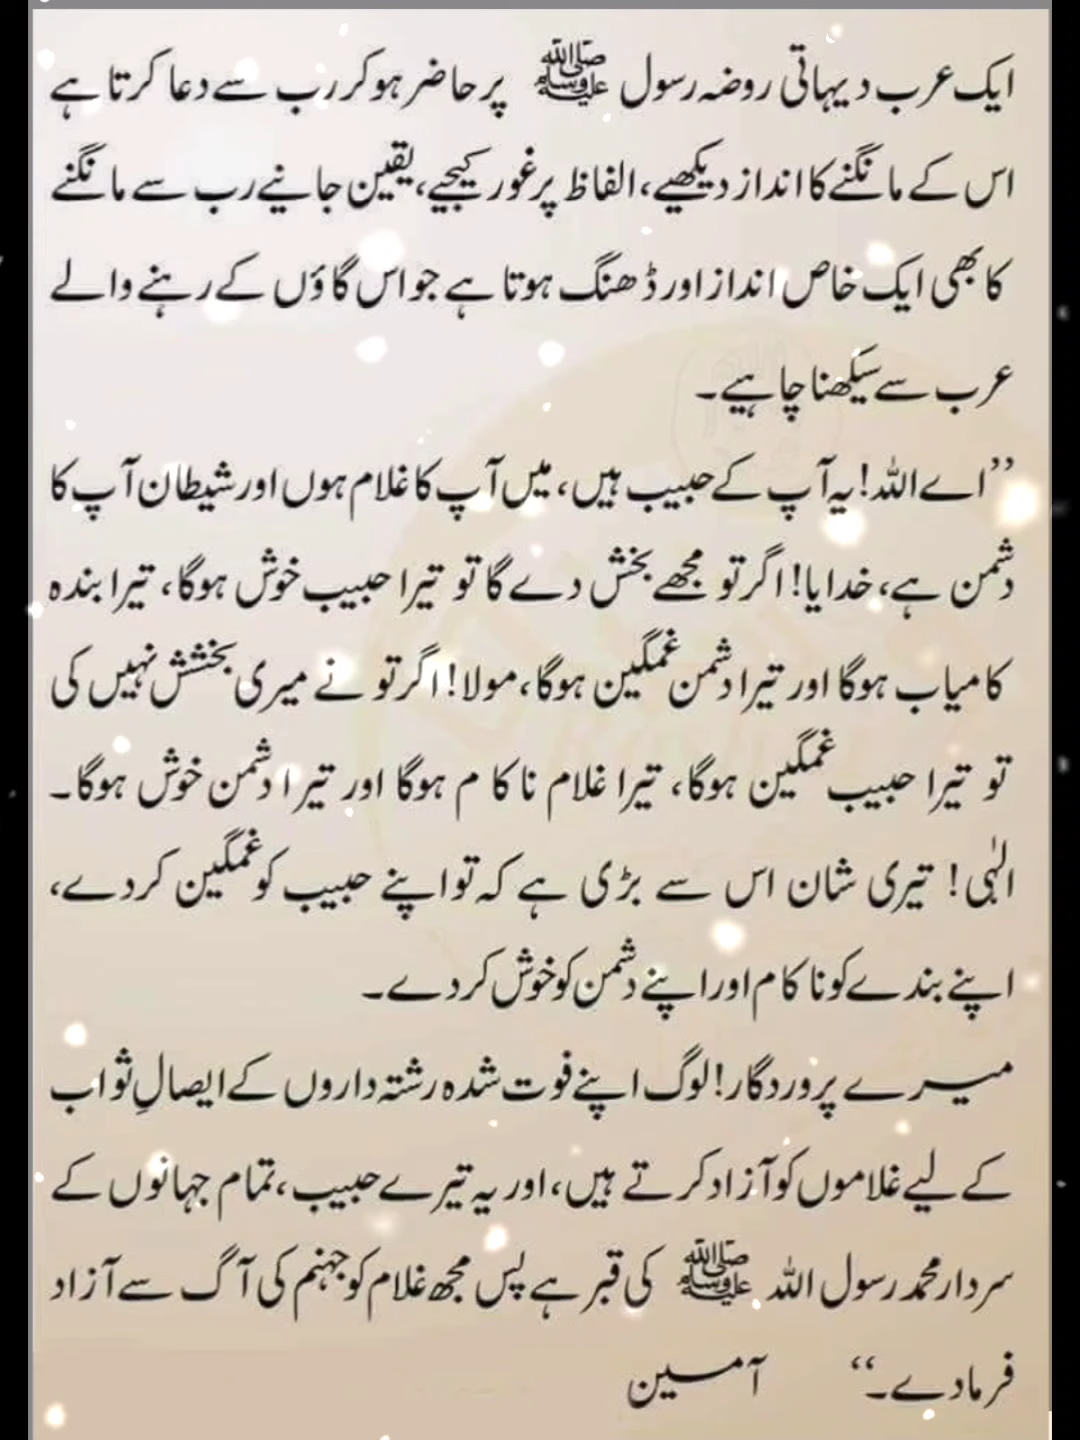 ایک عرب دیہاتی روضہ رسول ﷺ پر حاضر ہو کر رب سے دعا کرتا ہے
اس کے مانگنے کا انداز دیکھیے، الفاظ پر غور کیجیے، یقین جانیے رب سے مانگنے
کا بھی ایک خاص انداز اور ڈھنگ ہوتا ہے جو اس گاؤں کے رہنے والے
عرب سے سیکھنا چاہیے۔
’’اے اللہ! یہ آپ کے حبیب ہیں، میں آپ کا غلام ہوں اور شیطان آپ کا
دشمن ہے، خدایا! اگر تو مجھے بخش دے گا تو تیرا حبیب خوش ہوگا، تیرا بندہ
کامیاب ہوگا اور تیرا دشمن غمگین ہوگا، مولا! اگر تو نے میری بخشش نہیں کی
تو تیرا حبیب غمگین ہوگا، تیرا غلام ناکام ہوگا اور تیرا دشمن خوش ہوگا۔
الٰہی! تیری شان اس سے بڑی ہے کہ تو اپنے حبیب کو غمگین کردے،
اپنے بندے کو ناکام اور اپنے دشمن کو خوش کردے۔
میرے پروردگار! لوگ اپنے فوت شدہ رشتہ داروں کے ایصالِ ثواب
کے لیے غلاموں کو آزاد کرتے ہیں، اور یہ تیرے حبیب، تمام جہانوں کے
سردار محمد رسول اللہ ﷺ کی قبر ہے پس مجھ غلام کو جہنم کی آگ سے آزاد
فرمادے۔‘‘ آمین